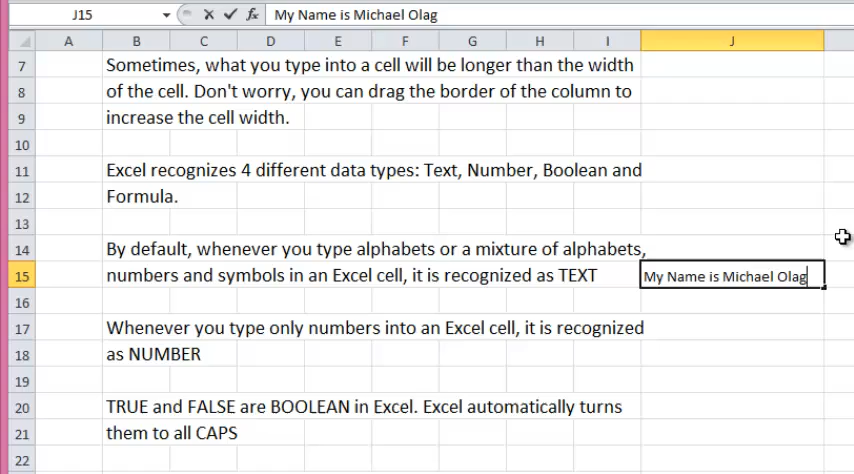 J15 fx My Name is Michael Olag
A B C D E F G H I J
7 Sometimes, what you type into a cell will be longer than the width
8 of the cell. Don't worry, you can drag the border of the column to
9 increase the cell width.
10
11 Excel recognizes 4 different data types: Text, Number, Boolean and
12 Formula.
13
14 By default, whenever you type alphabets or a mixture of alphabets,
15 numbers and symbols in an Excel cell, it is recognized as TEXT My Name is Michael Olag
16
17 Whenever you type only numbers into an Excel cell, it is recognized
18 as NUMBER
19
20 TRUE and FALSE are BOOLEAN in Excel. Excel automatically turns
21 them to all CAPS
22